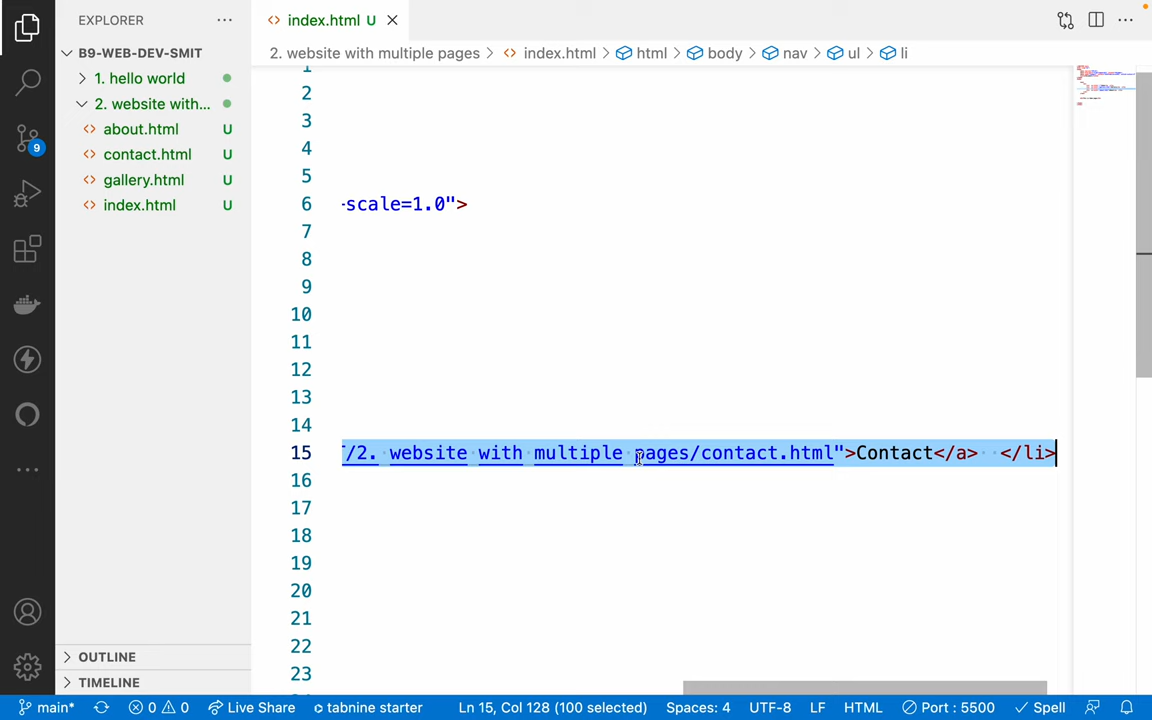 EXPLORER
index.html U
B9-WEB-DEV-SMIT
1. hello world
2. website with...
about.html U
contact.html U
gallery.html U
index.html U
9
OUTLINE
TIMELINE
2. website with multiple pages > index.html > html > body > nav > ul > li
1
2
3
4
5
6 -scale=1.0">
7
8
9
10
11
12
13
14
15 /2. website with multiple pages/contact.html">Contact</a> </li>
16
17
18
19
20
21
22
23
main* 0 0 Live Share tabnine starter Ln 15, Col 128 (100 selected) Spaces: 4 UTF-8 LF HTML Port : 5500 Spell